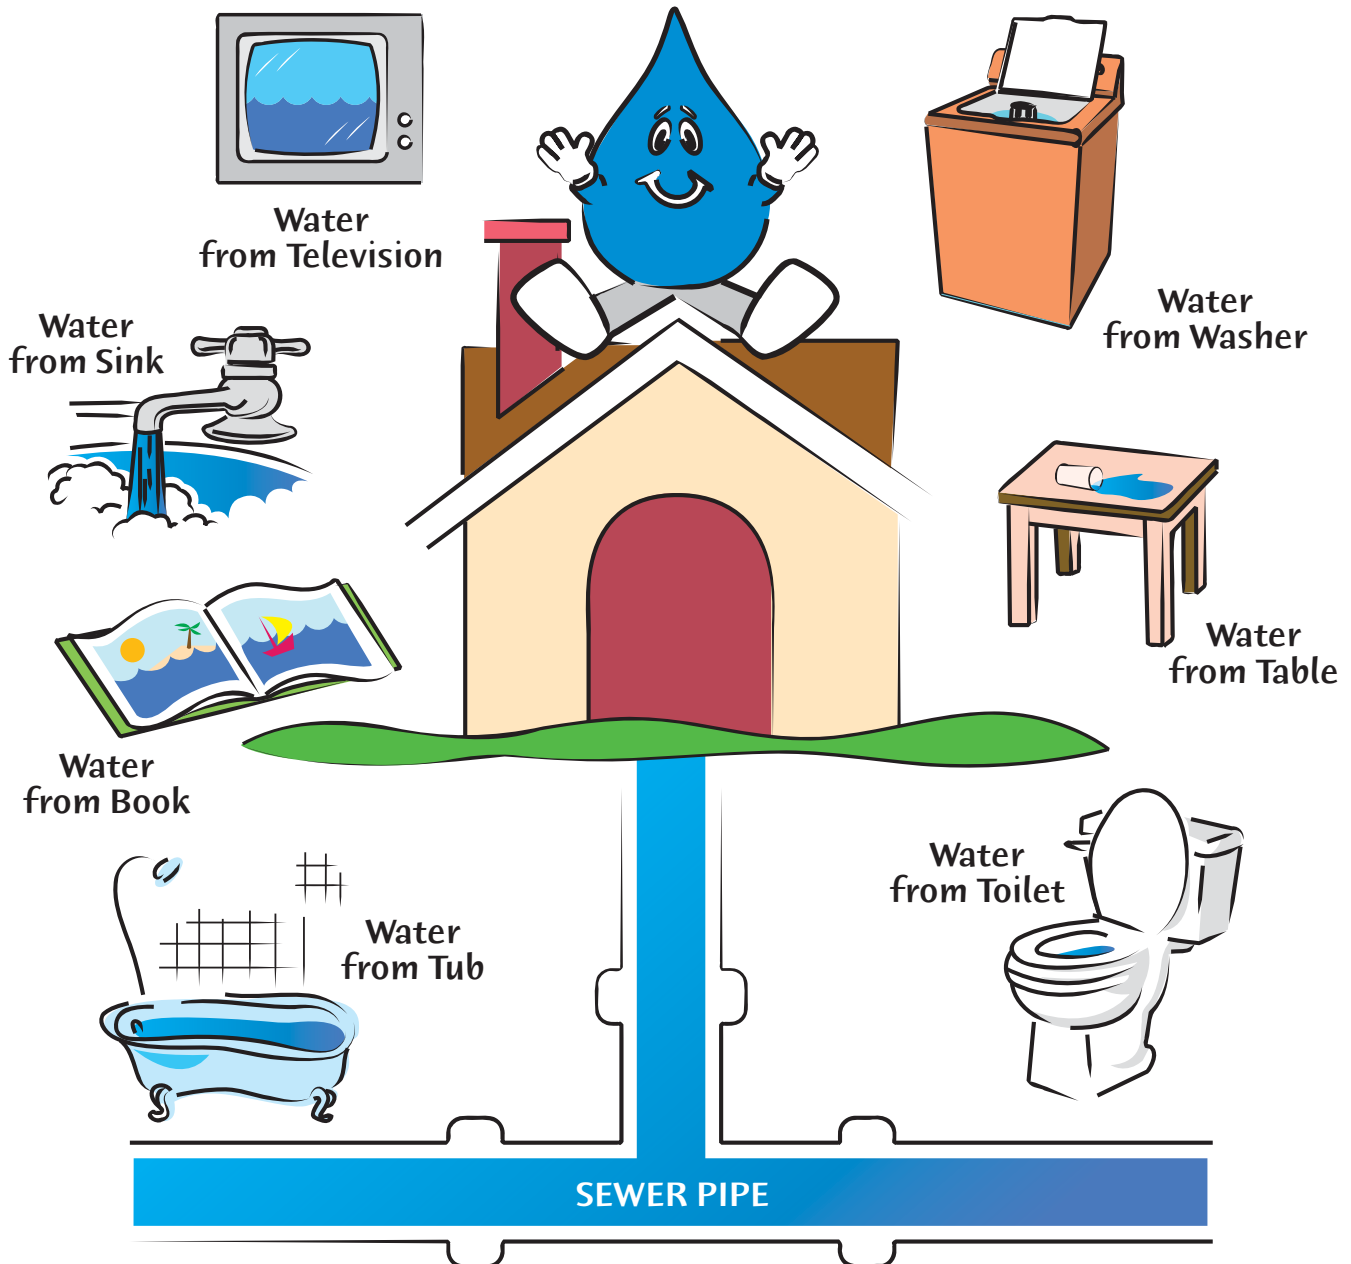 Water
from Television
Water
from Washer
Water
from Sink
Water
from Table
Water
from Book
Water
from Toilet
Water
from Tub
SEWER PIPE